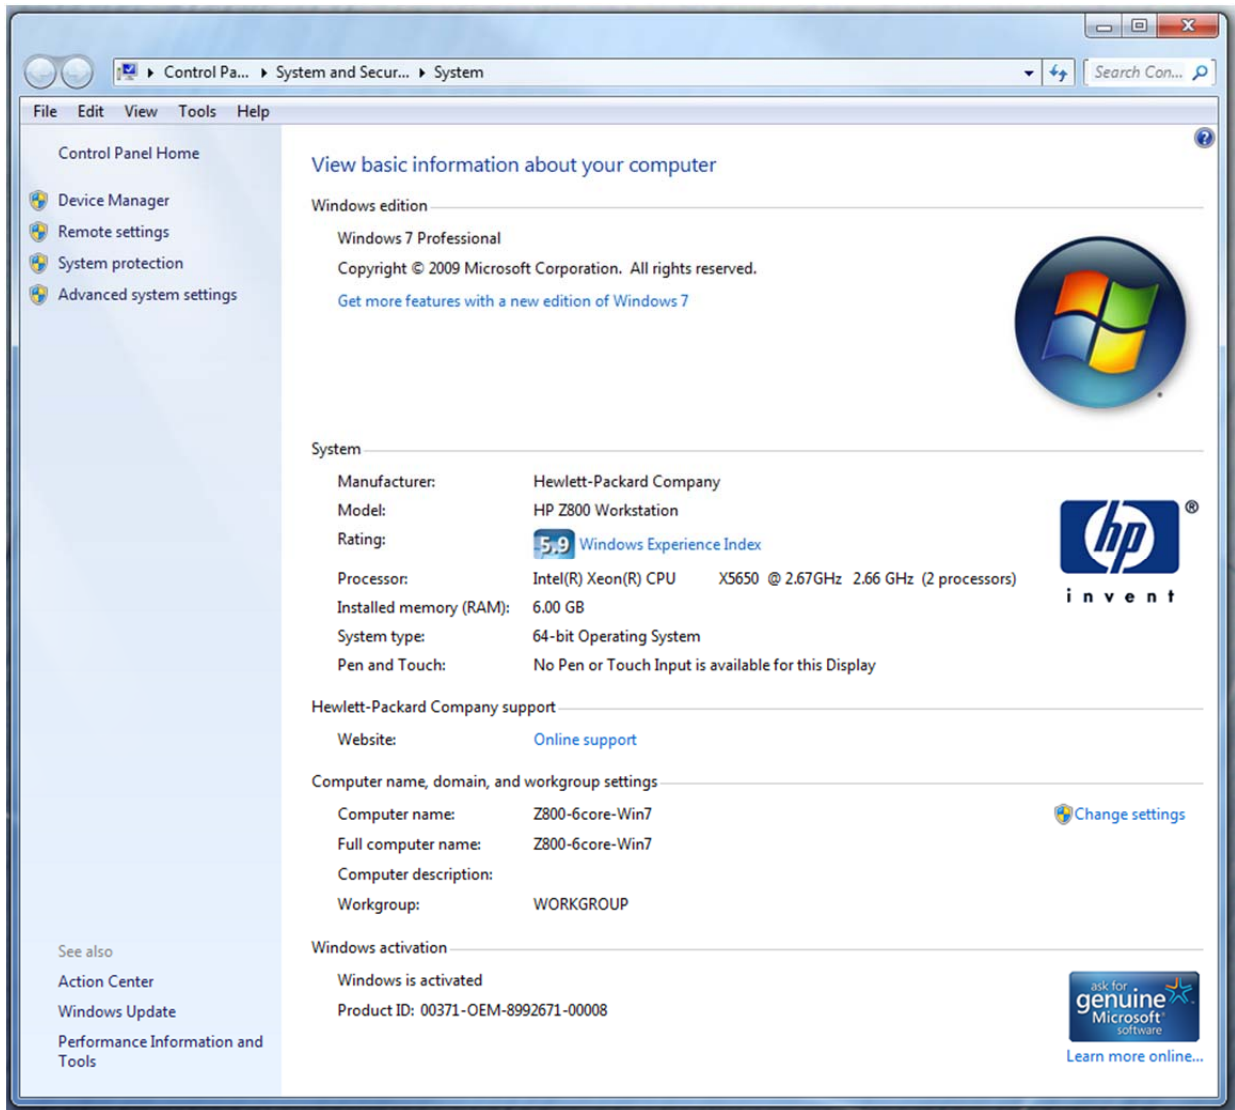 Control Pa... ▸ System and Secur... ▸ System
Search Con...
File Edit View Tools Help
Control Panel Home
Device Manager
Remote settings
System protection
Advanced system settings
See also
Action Center
Windows Update
Performance Information and
Tools
View basic information about your computer
Windows edition
Windows 7 Professional
Copyright © 2009 Microsoft Corporation. All rights reserved.
Get more features with a new edition of Windows 7
System
Manufacturer: Hewlett-Packard Company
Model: HP Z800 Workstation
Rating: 5.9 Windows Experience Index
Processor: Intel(R) Xeon(R) CPU X5650 @ 2.67GHz 2.66 GHz (2 processors)
Installed memory (RAM): 6.00 GB
System type: 64-bit Operating System
Pen and Touch: No Pen or Touch Input is available for this Display
hp ®
invent
Hewlett-Packard Company support
Website: Online support
Computer name, domain, and workgroup settings
Computer name: Z800-6core-Win7
Change settings
Full computer name: Z800-6core-Win7
Computer description:
Workgroup: WORKGROUP
Windows activation
Windows is activated
Product ID: 00371-OEM-8992671-00008
ask for
genuine
Microsoft
software
Learn more online...